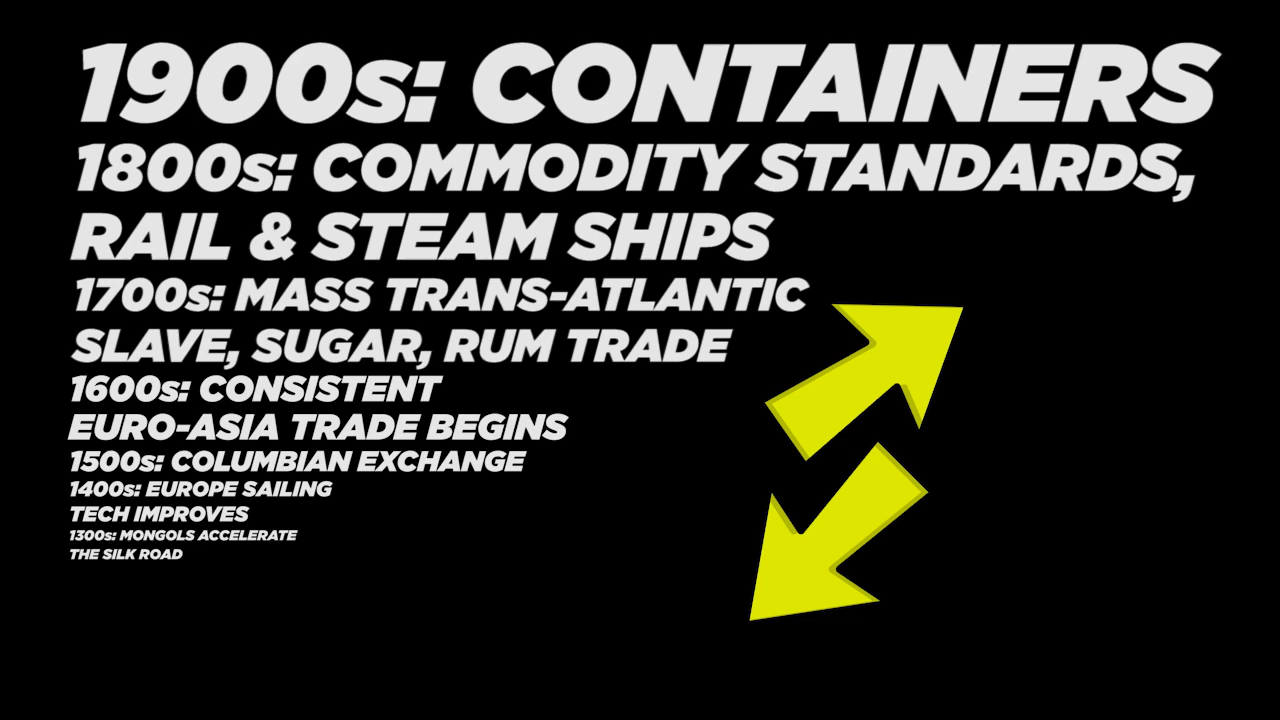 1900s: CONTAINERS
1800s: COMMODITY STANDARDS,
RAIL & STEAM SHIPS
1700s: MASS TRANS-ATLANTIC
SLAVE, SUGAR, RUM TRADE
1600s: CONSISTENT
EURO-ASIA TRADE BEGINS
1500s: COLUMBIAN EXCHANGE
1400s: EUROPE SAILING
TECH IMPROVES
1300s: MONGOLS ACCELERATE
THE SILK ROAD